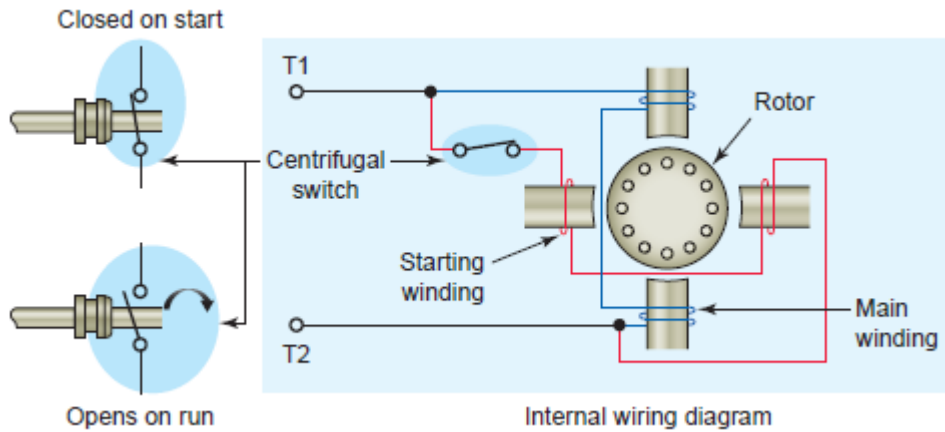 Closed on start
T1
Rotor
Centrifugal
switch
Starting
winding
Main
winding
T2
Opens on run
Internal wiring diagram